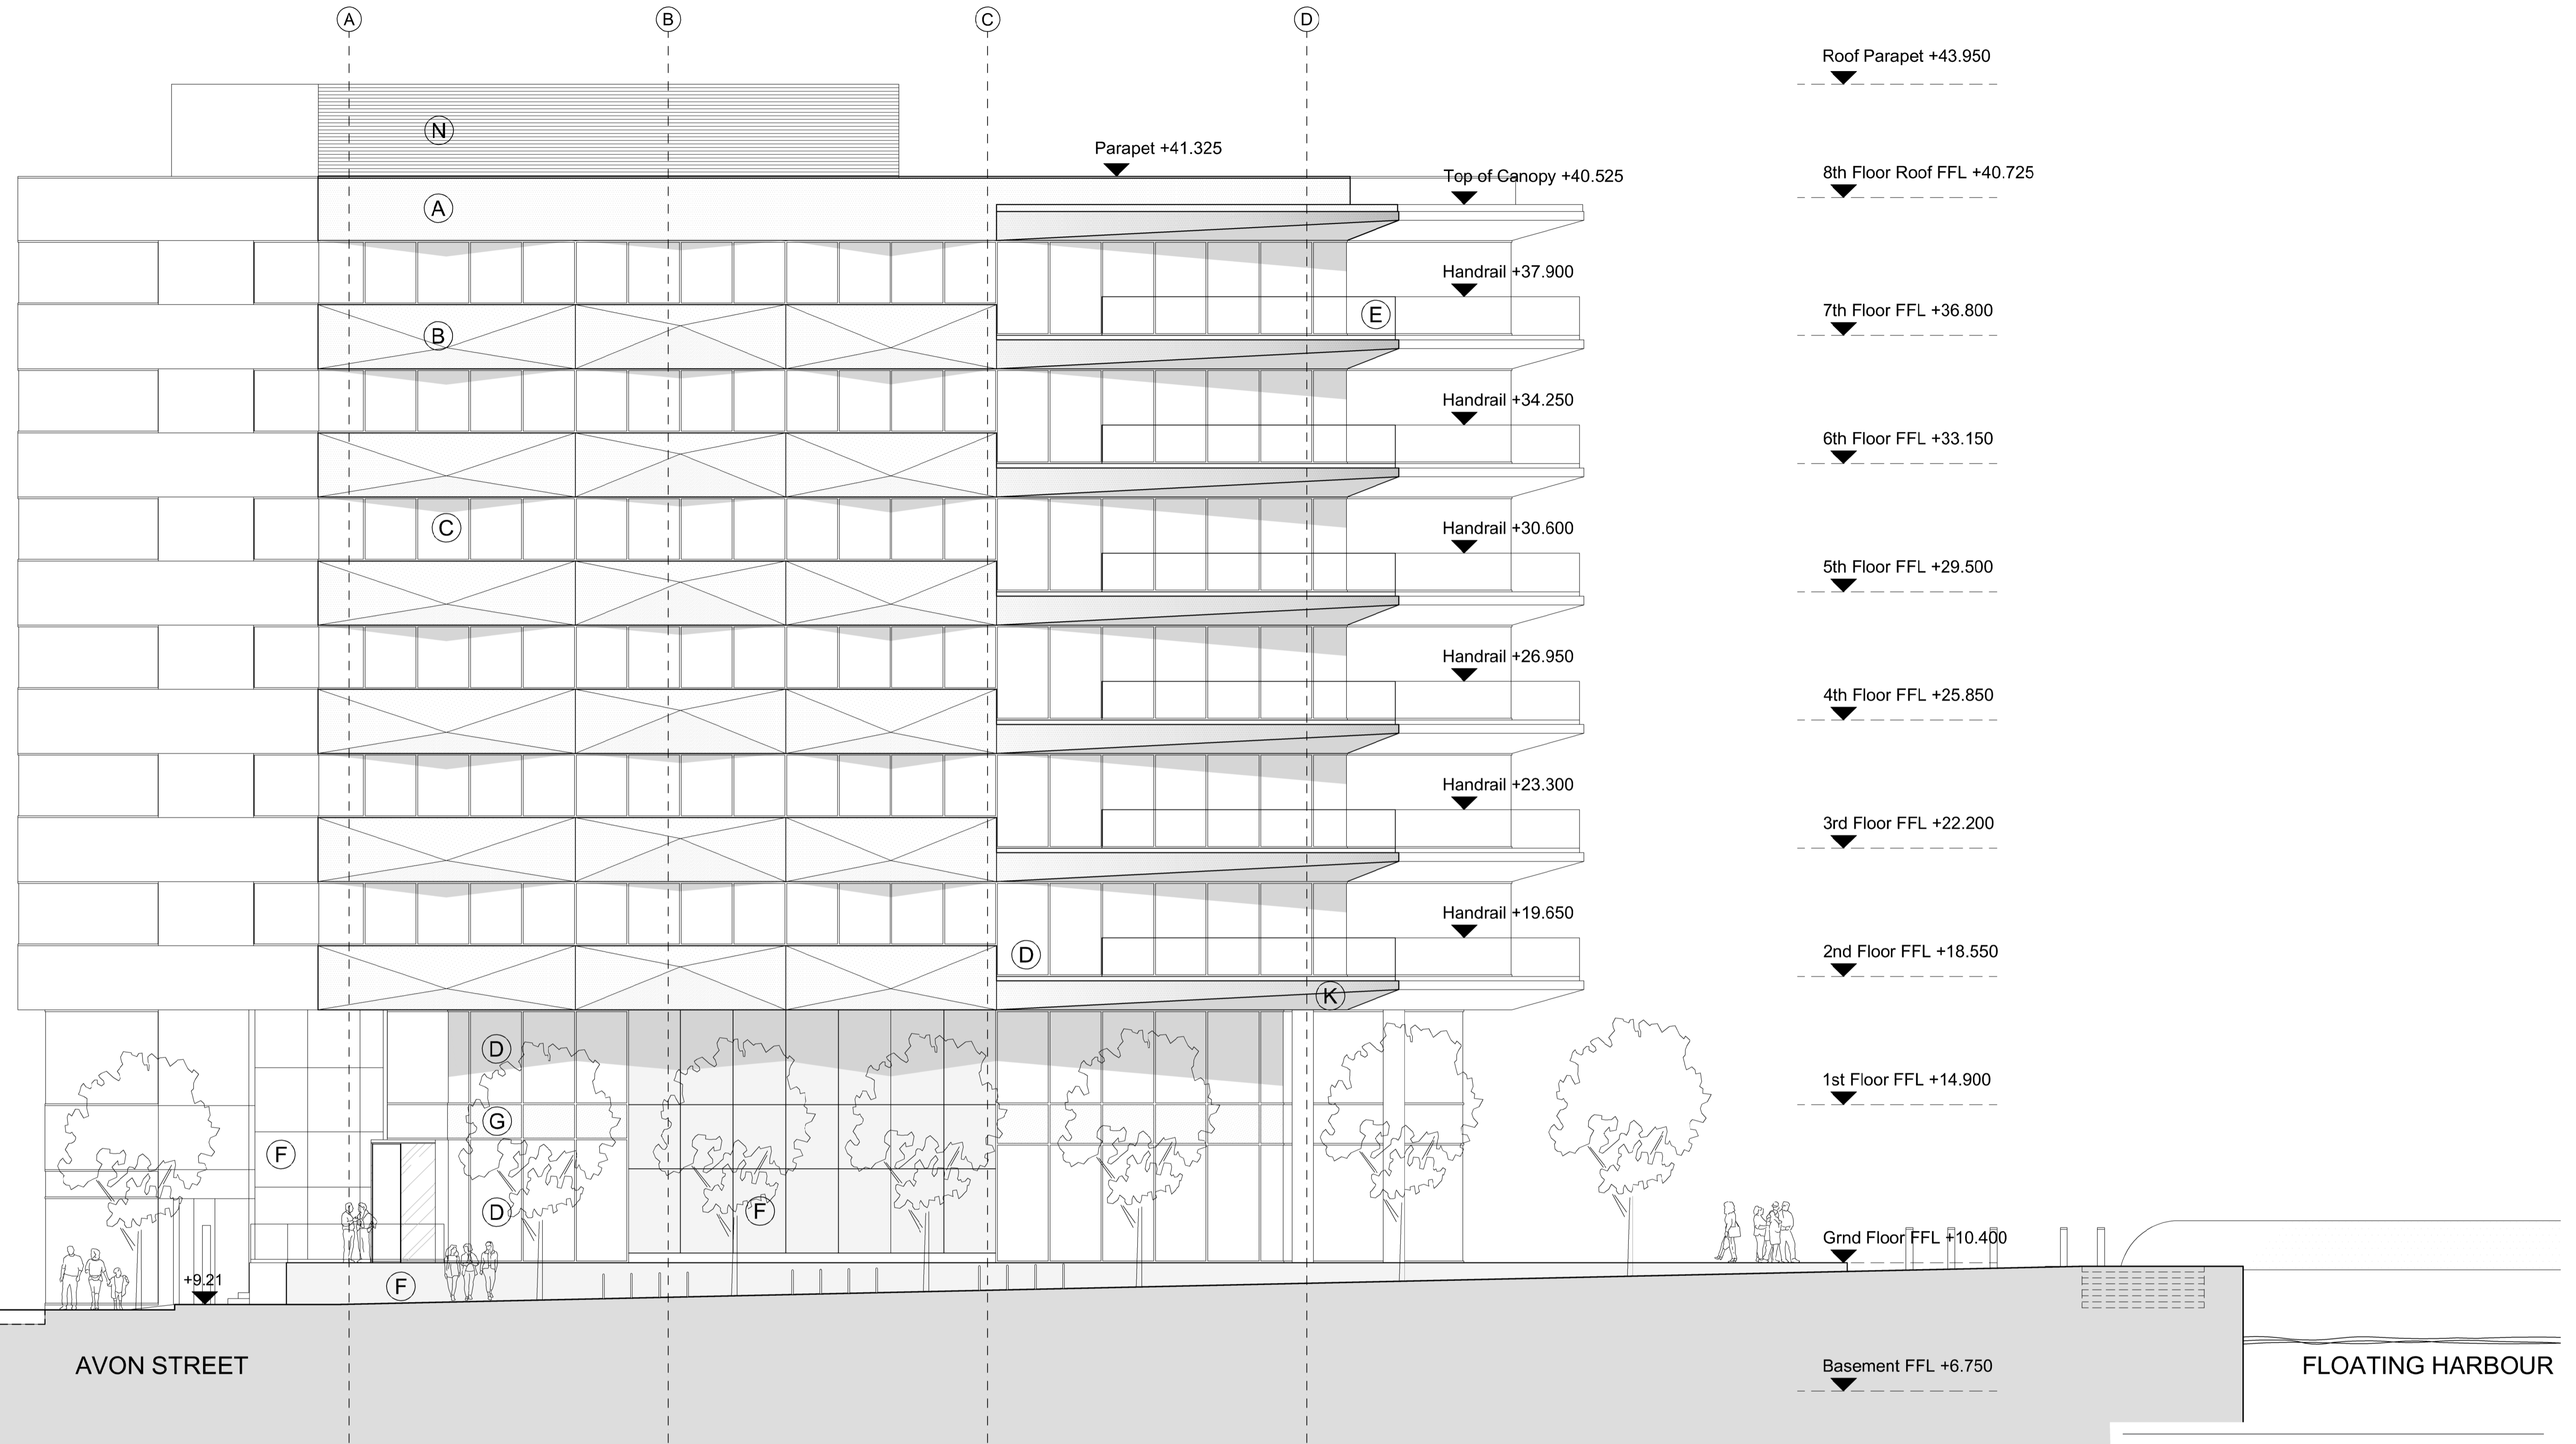 A B C D
Roof Parapet +43.950
N
Parapet +41.325
8th Floor Roof FFL +40.725
Top of Canopy +40.525
A
Handrail +37.900
7th Floor FFL +36.800
E
B
Handrail +34.250
6th Floor FFL +33.150
C
Handrail +30.600
5th Floor FFL +29.500
Handrail +26.950
4th Floor FFL +25.850
Handrail +23.300
3rd Floor FFL +22.200
Handrail +19.650
2nd Floor FFL +18.550
D
K
D
1st Floor FFL +14.900
G
F
D
F
Grnd Floor FFL +10.400
+9.21
F
AVON STREET
Basement FFL +6.750
FLOATING HARBOUR